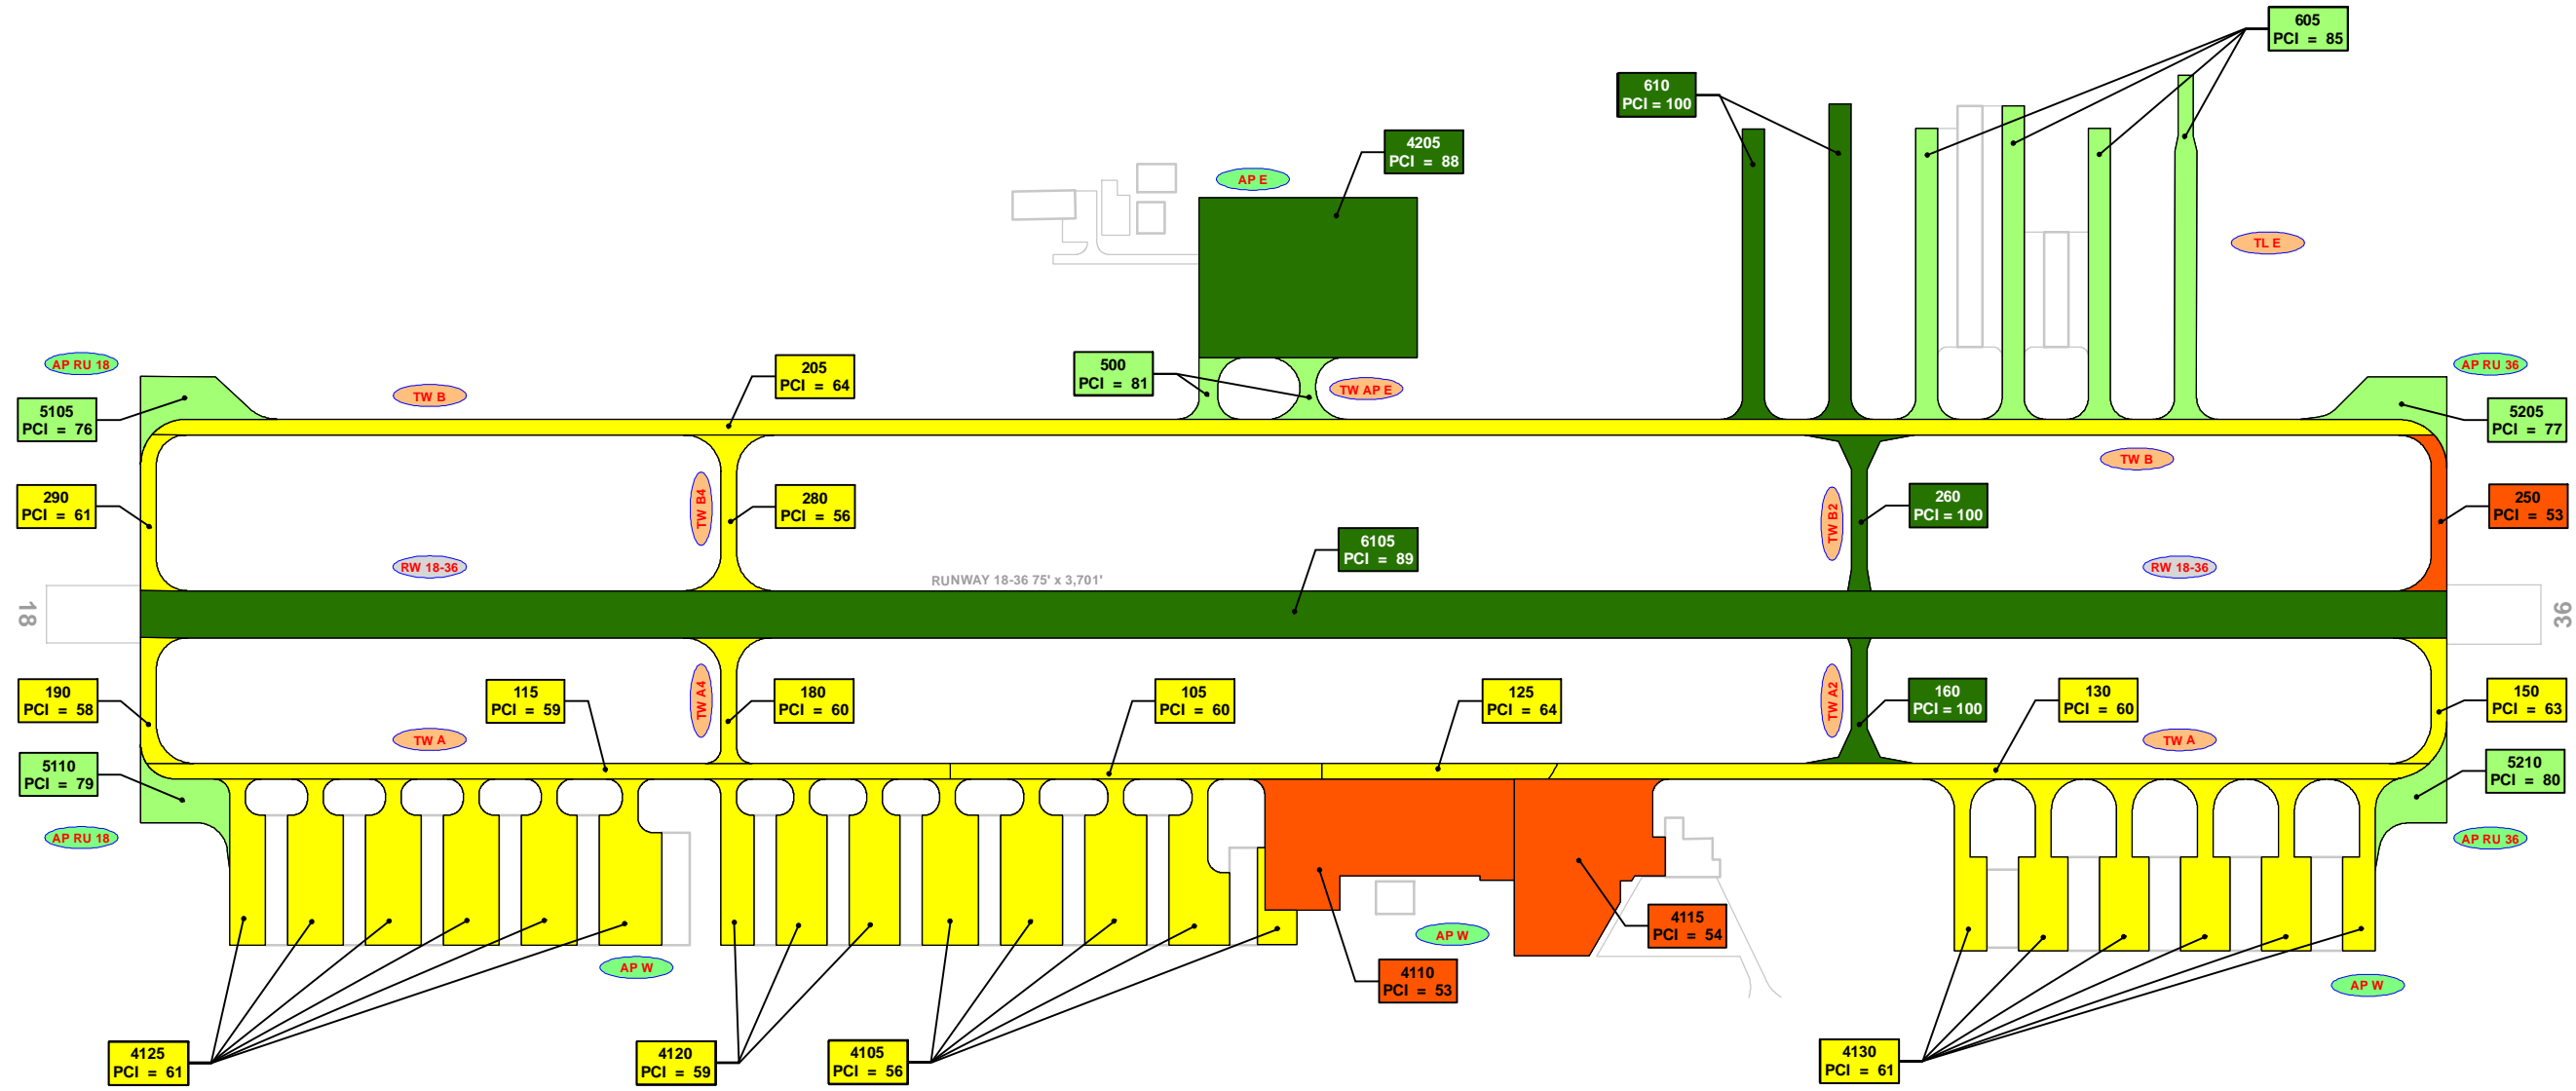 605
PCI = 85
610
PCI = 100
4205
PCI = 88
AP E
TL E
AP RU 18
205
PCI = 64
500
PCI = 81
TW AP E
AP RU 36
TW B
5105
PCI = 76
5205
PCI = 77
TW B
290
PCI = 61
TW B4
280
PCI = 56
TW B2
260
PCI = 100
250
PCI = 53
6105
PCI = 89
RW 18-36
RUNWAY 18-36 75' x 3,701'
RW 18-36
18
36
190
PCI = 58
115
PCI = 59
TW A4
180
PCI = 60
105
PCI = 60
125
PCI = 64
TW A2
160
PCI = 100
130
PCI = 60
150
PCI = 63
TW A
TW A
5110
PCI = 79
5210
PCI = 80
AP RU 18
AP RU 36
4115
PCI = 54
AP W
AP W
4110
PCI = 53
AP W
4125
PCI = 61
4120
PCI = 59
4105
PCI = 56
4130
PCI = 61